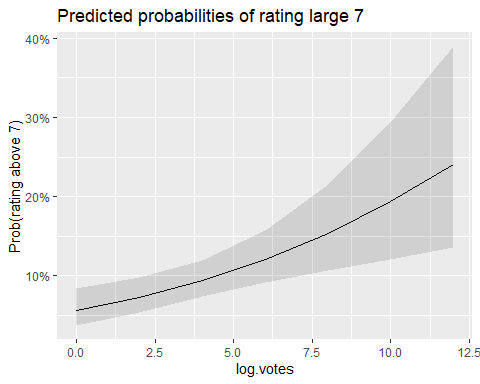 Predicted probabilities of rating large 7
40%
30%
20%
10%
Prob(rating above 7)
0.0 2.5 5.0 7.5 10.0 12.5
log.votes